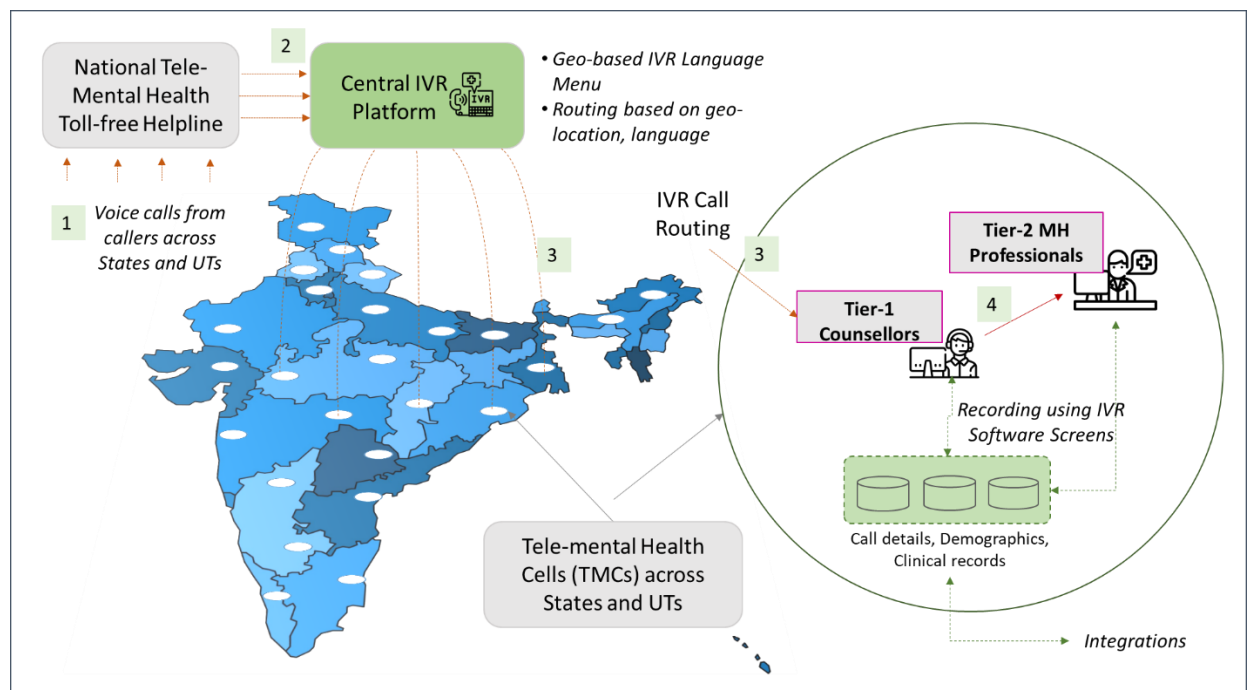 National Tele-
Mental Health
Toll-free Helpline
2
Central IVR
Platform
IVR
• Geo-based IVR Language
Menu
• Routing based on geo-
location, language
1
Voice calls from
callers across
States and UTs
3
IVR Call
Routing
3
Tier-2 MH
Professionals
Tier-1
Counsellors
4
Recording using IVR
Software Screens
Call details, Demographics,
Clinical records
Tele-mental Health
Cells (TMCs) across
States and UTs
Integrations